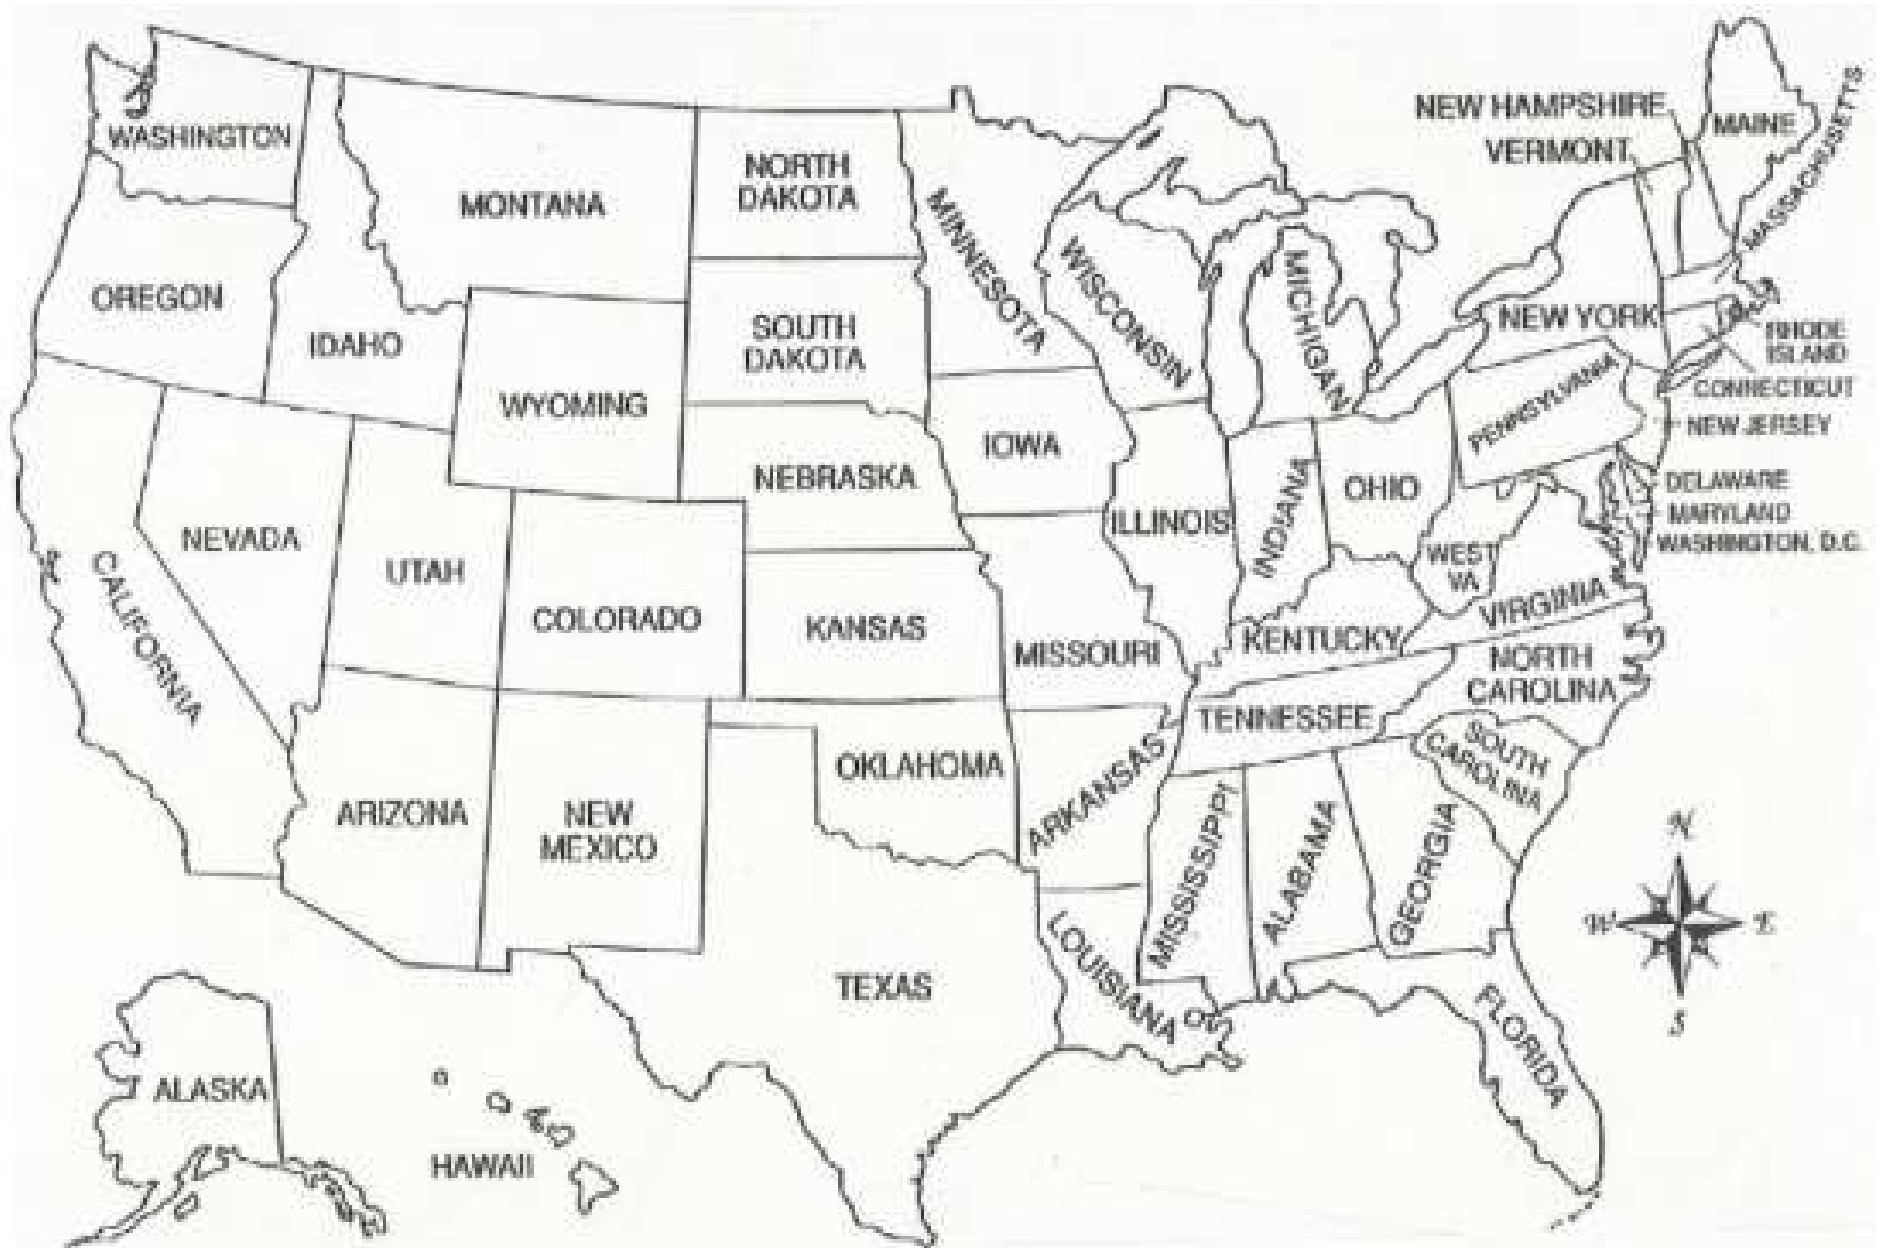 WASHINGTON
OREGON
CALIFORNIA
NEVADA
IDAHO
MONTANA
WYOMING
UTAH
COLORADO
ARIZONA
NEW
MEXICO
NORTH
DAKOTA
SOUTH
DAKOTA
NEBRASKA
KANSAS
OKLAHOMA
TEXAS
MINNESOTA
IOWA
MISSOURI
ARKANSAS
LOUISIANA
WISCONSIN
ILLINOIS
MICHIGAN
INDIANA
OHIO
KENTUCKY
TENNESSEE
MISSISSIPPI
ALABAMA
GEORGIA
FLORIDA
SOUTH
CAROLINA
NORTH
CAROLINA
VIRGINIA
WEST
VA
PENNSYLVANIA
NEW YORK
NEW HAMPSHIRE
VERMONT
MAINE
MASSACHUSETTS
RHODE
ISLAND
CONNECTICUT
NEW JERSEY
DELAWARE
MARYLAND
WASHINGTON, D.C.
ALASKA
HAWAII
N
W
E
S